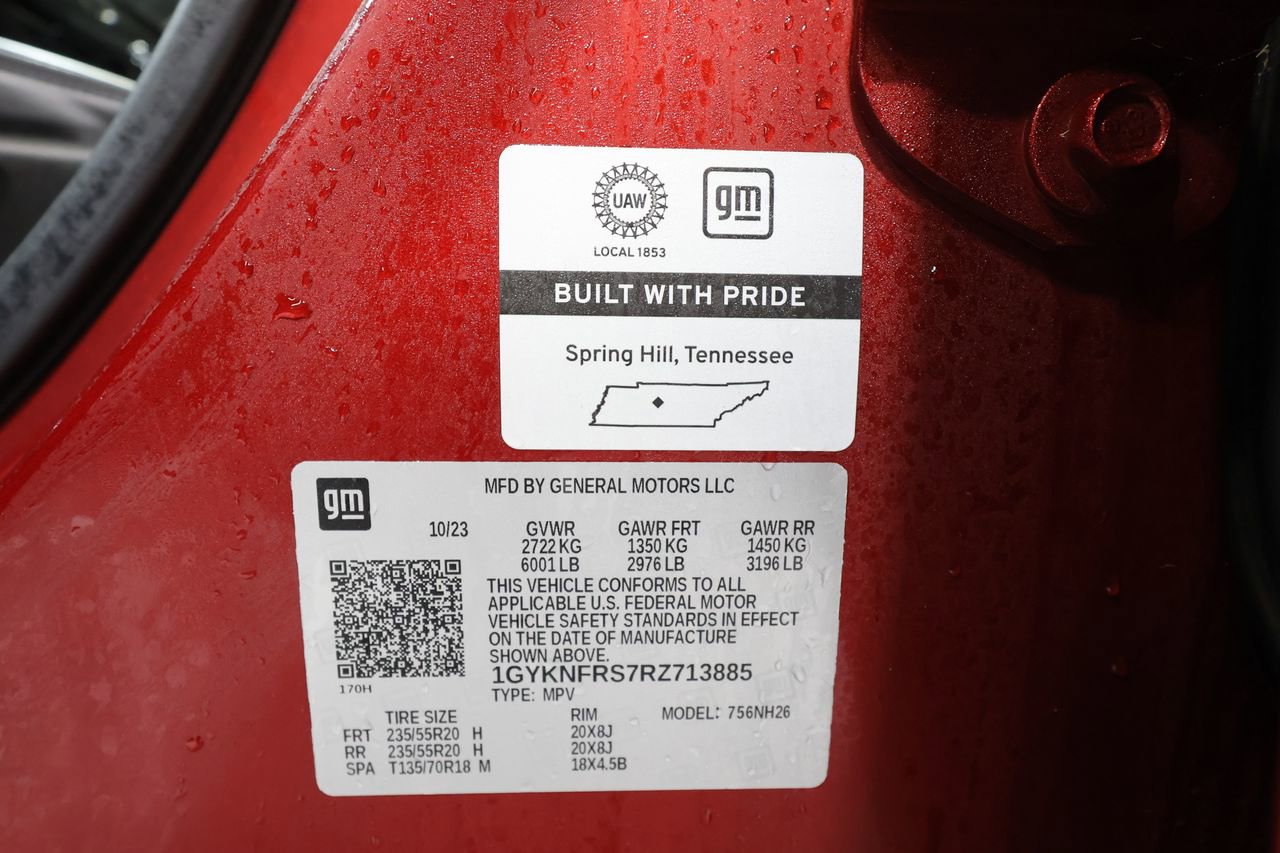 UAW
gm
LOCAL 1853
BUILT WITH PRIDE
Spring Hill, Tennessee
gm
MFD BY GENERAL MOTORS LLC
10/23 GVWR GAWR FRT GAWR RR
2722 KG 1350 KG 1450 KG
6001 LB 2976 LB 3196 LB
THIS VEHICLE CONFORMS TO ALL
APPLICABLE U.S. FEDERAL MOTOR
VEHICLE SAFETY STANDARDS IN EFFECT
ON THE DATE OF MANUFACTURE
SHOWN ABOVE.
1GYKNFRS7RZ713885
170H
TYPE: MPV
TIRE SIZE RIM MODEL: 756NH26
FRT 235/55R20 H 20X8J
RR 235/55R20 H 20X8J
SPA T135/70R18 M 18X4.5B